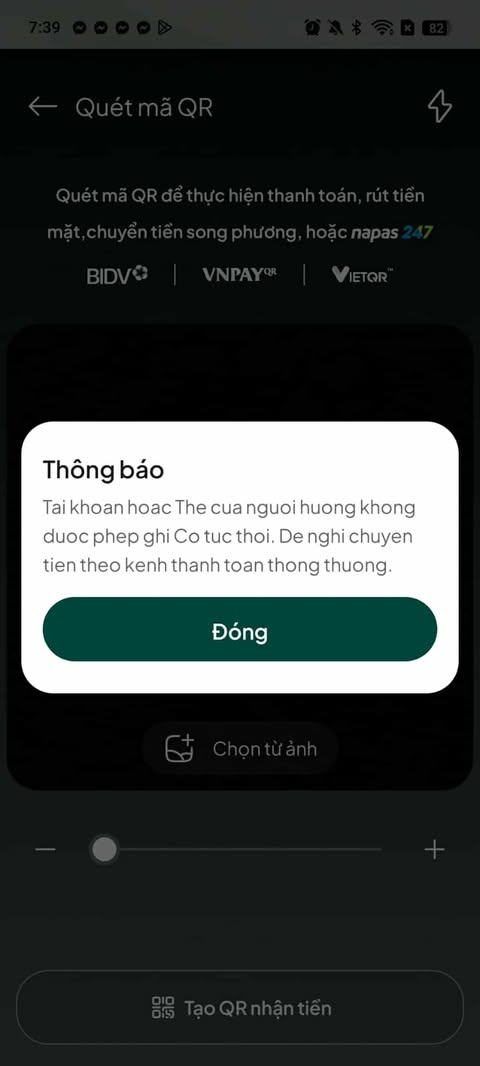 7:39
82
Quét mã QR
Quét mã QR để thực hiện thanh toán, rút tiền
mặt,chuyển tiền song phương, hoặc napas 247
BIDV VNPAYQR VIETQR™
Thông báo
Tai khoan hoac The cua nguoi huong khong
duoc phep ghi Co tuc thoi. De nghi chuyen
tien theo kenh thanh toan thong thuong.
Đóng
Chọn từ ảnh
Tạo QR nhận tiền